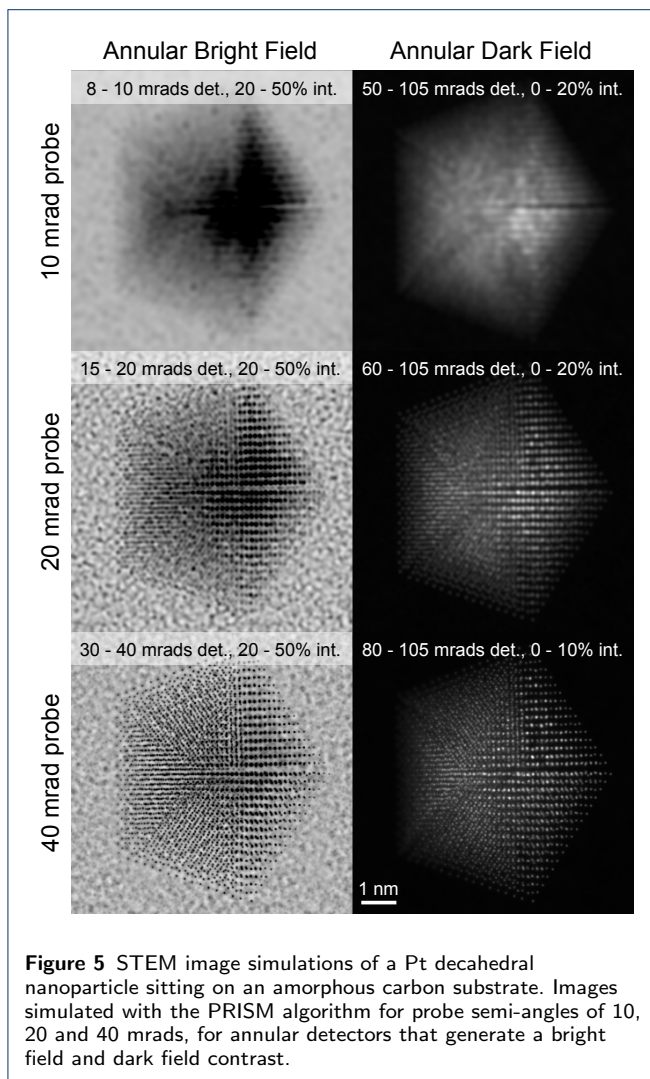 Annular Bright Field
Annular Dark Field
10 mrad probe
8 - 10 mrads det., 20 - 50% int.
50 - 105 mrads det., 0 - 20% int.
20 mrad probe
15 - 20 mrads det., 20 - 50% int.
60 - 105 mrads det., 0 - 20% int.
40 mrad probe
30 - 40 mrads det., 20 - 50% int.
80 - 105 mrads det., 0 - 10% int.
1 nm
Figure 5 STEM image simulations of a Pt decahedral
nanoparticle sitting on an amorphous carbon substrate. Images
simulated with the PRISM algorithm for probe semi-angles of 10,
20 and 40 mrads, for annular detectors that generate a bright
field and dark field contrast.